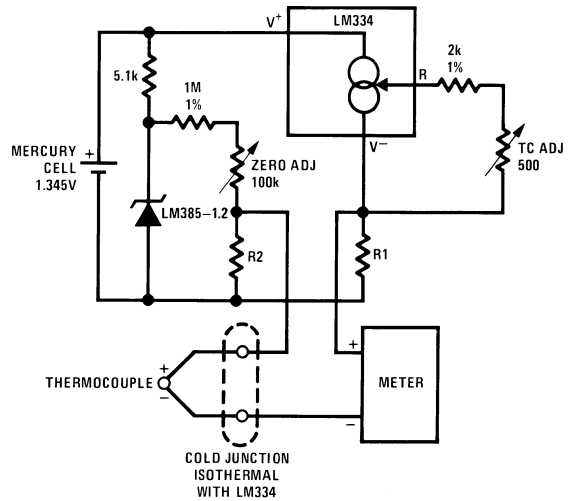 V+
LM334
5.1k
1M
1%
2k
1%
R
V−
MERCURY
CELL
1.345V
+
ZERO ADJ
100k
TC ADJ
500
LM385–1.2
R2
R1
+
THERMOCOUPLE
−
+
METER
−
COLD JUNCTION
ISOTHERMAL
WITH LM334